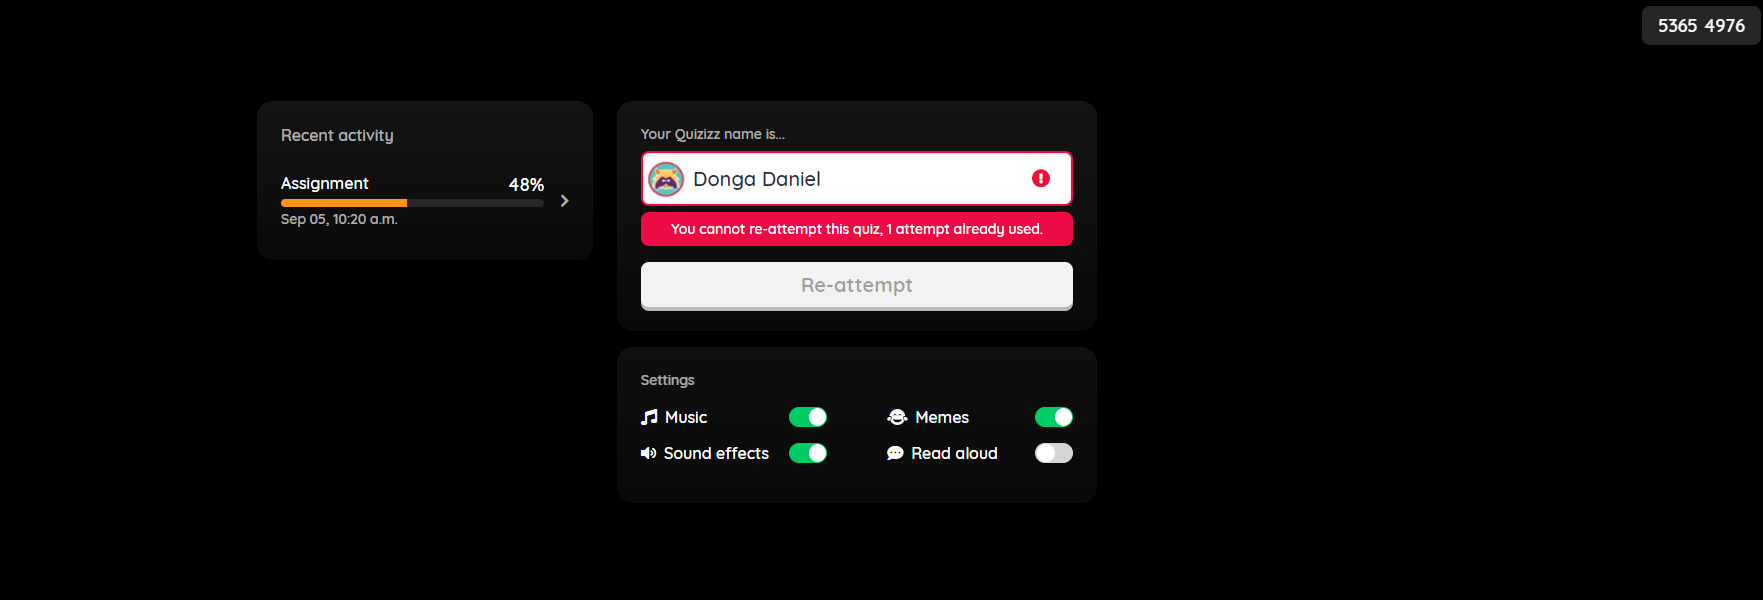 5365 4976
Recent activity
Assignment 48%
Sep 05, 10:20 a.m.
Your Quizizz name is...
Donga Daniel
You cannot re-attempt this quiz, 1 attempt already used.
Re-attempt
Settings
Music
Memes
Sound effects
Read aloud